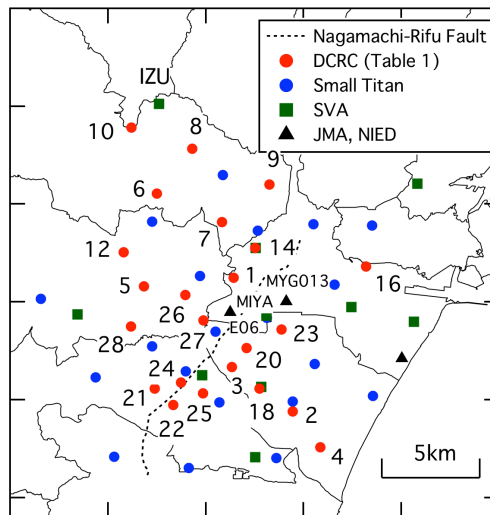 Nagamachi-Rifu Fault
DCRC (Table 1)
Small Titan
SVA
JMA, NIED
IZU
10
8
9
6
7
14
12
1
16
5
MYG013
MIYA
26
E06
23
28
27
20
24
3
21
25
18
2
22
4
5km